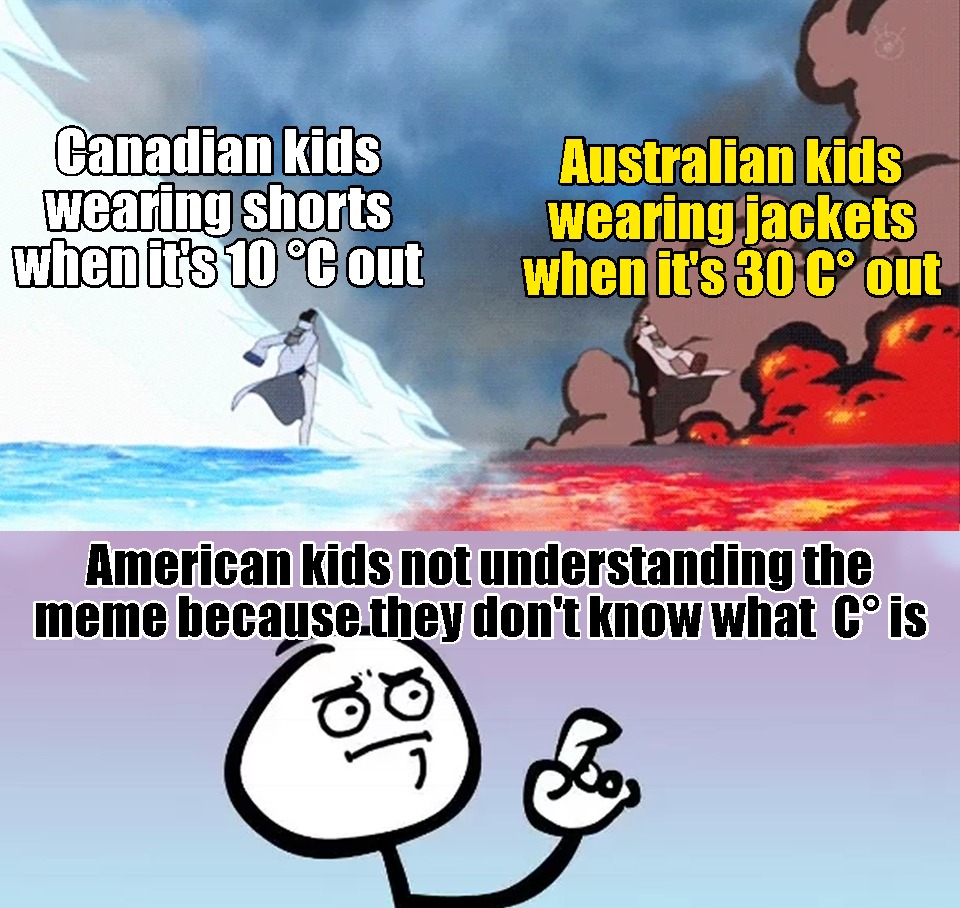 Canadian kids
wearing shorts
when it's 10 °C out
Australian kids
wearing jackets
when it's 30 C° out
American kids not understanding the
meme because they don't know what C° is